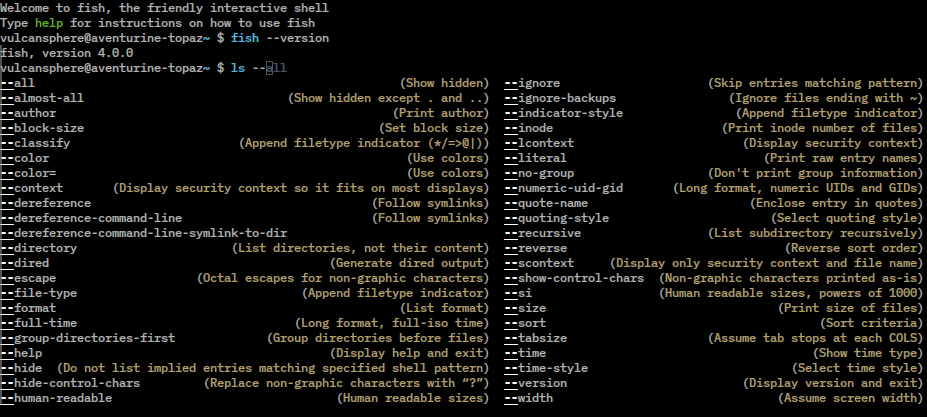 Welcome to fish, the friendly interactive shell
Type help for instructions on how to use fish
vulcansphere@aventurine-topaz~ $ fish --version
fish, version 4.0.0
vulcansphere@aventurine-topaz~ $ ls --all
--all (Show hidden) --ignore (Skip entries matching pattern)
--almost-all (Show hidden except . and ..) --ignore-backups (Ignore files ending with ~)
--author (Print author) --indicator-style (Append filetype indicator)
--block-size (Set block size) --inode (Print inode number of files)
--classify (Append filetype indicator (*/=>@|)) --lcontext (Display security context)
--color (Use colors) --literal (Print raw entry names)
--color= (Use colors) --no-group (Don't print group information)
--context (Display security context so it fits on most displays) --numeric-uid-gid (Long format, numeric UIDs and GIDs)
--dereference (Follow symlinks) --quote-name (Enclose entry in quotes)
--dereference-command-line (Follow symlinks) --quoting-style (Select quoting style)
--dereference-command-line-symlink-to-dir --recursive (List subdirectory recursively)
--directory (List directories, not their content) --reverse (Reverse sort order)
--dired (Generate dired output) --scontext (Display only security context and file name)
--escape (Octal escapes for non-graphic characters) --show-control-chars (Non-graphic characters printed as-is)
--file-type (Append filetype indicator) --si (Human readable sizes, powers of 1000)
--format (List format) --size (Print size of files)
--full-time (Long format, full-iso time) --sort (Sort criteria)
--group-directories-first (Group directories before files) --tabsize (Assume tab stops at each COLS)
--help (Display help and exit) --time (Show time type)
--hide (Do not list implied entries matching specified shell pattern) --time-style (Select time style)
--hide-control-chars (Replace non-graphic characters with “?”) --version (Display version and exit)
--human-readable (Human readable sizes) --width (Assume screen width)